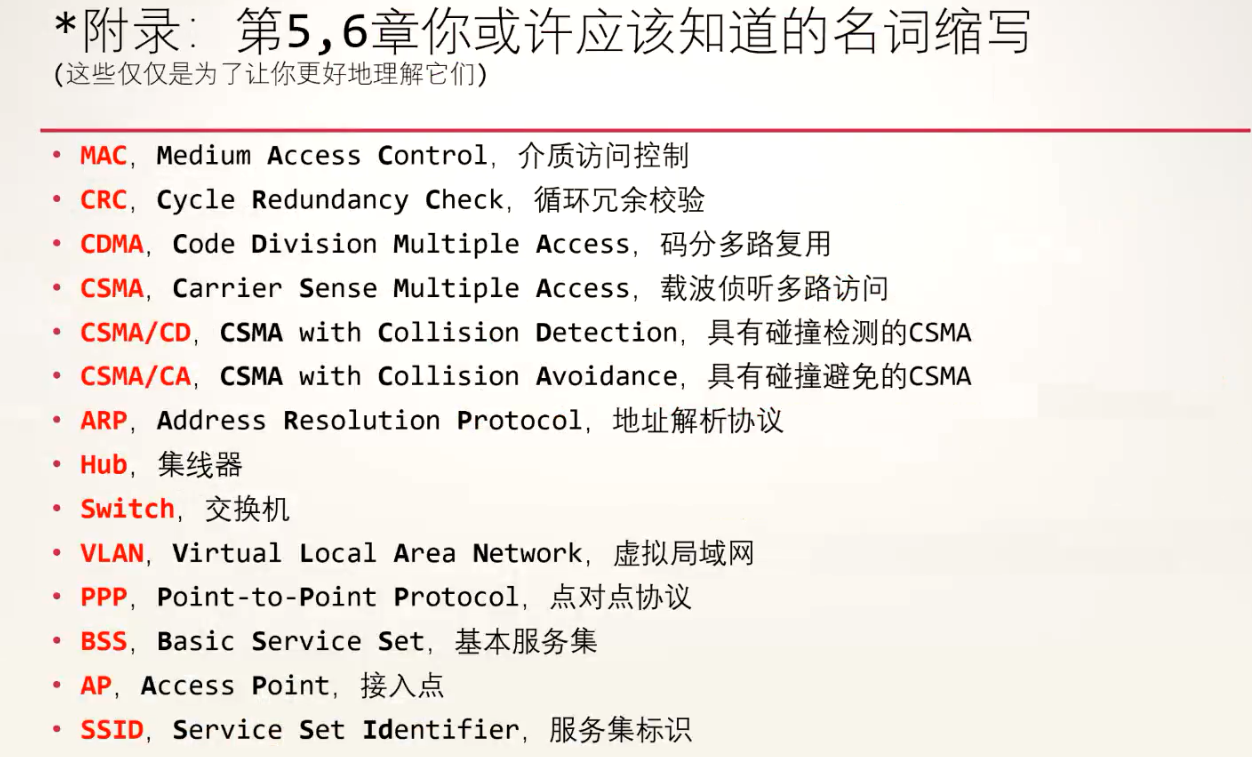 *附录: 第5,6章你或许应该知道的名词缩写
(这些仅仅是为了让你更好地理解它们)
• MAC, Medium Access Control, 介质访问控制
• CRC, Cycle Redundancy Check, 循环冗余校验
• CDMA, Code Division Multiple Access, 码分多路复用
• CSMA, Carrier Sense Multiple Access, 载波侦听多路访问
• CSMA/CD, CSMA with Collision Detection, 具有碰撞检测的CSMA
• CSMA/CA, CSMA with Collision Avoidance, 具有碰撞避免的CSMA
• ARP, Address Resolution Protocol, 地址解析协议
• Hub, 集线器
• Switch, 交换机
• VLAN, Virtual Local Area Network, 虚拟局域网
• PPP, Point-to-Point Protocol, 点对点协议
• BSS, Basic Service Set, 基本服务集
• AP, Access Point, 接入点
• SSID, Service Set Identifier, 服务集标识